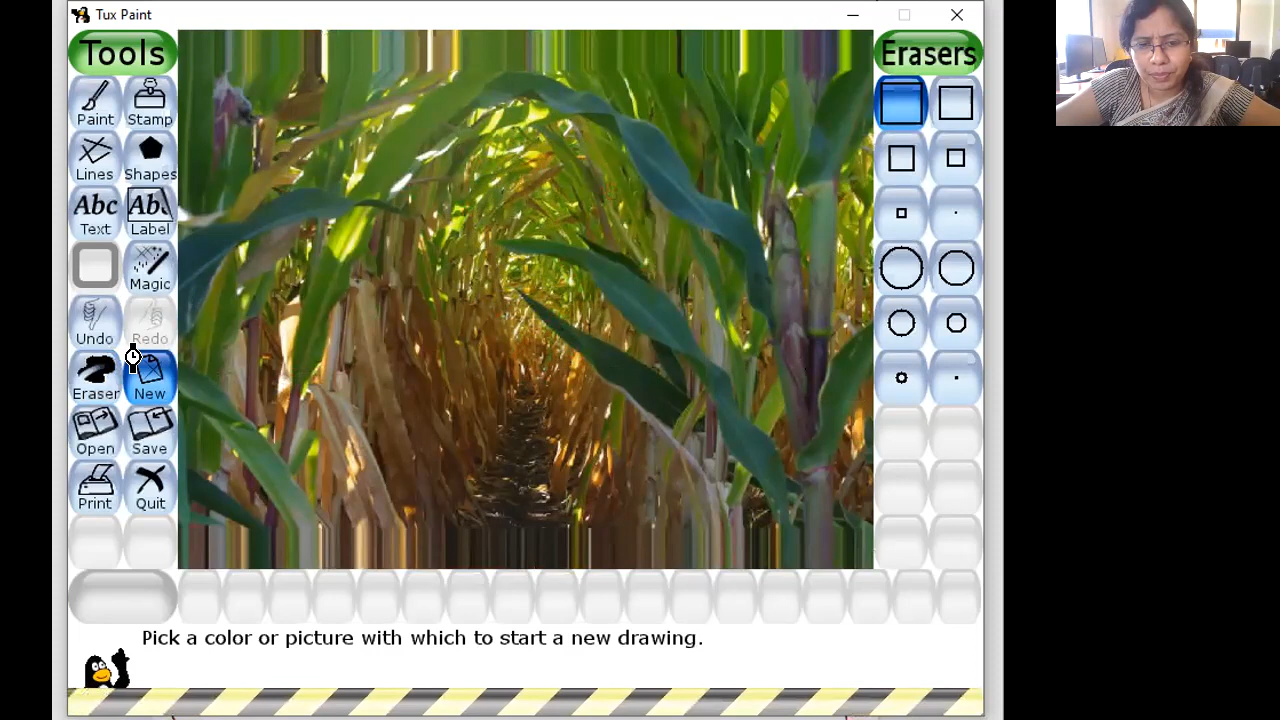 Tux Paint
Tools
Erasers
Paint
Stamp
Lines
Shapes
Abc
Abc
Text
Label
Magic
Undo
Redo
Eraser
New
Open
Save
Print
Quit
Pick a color or picture with which to start a new drawing.